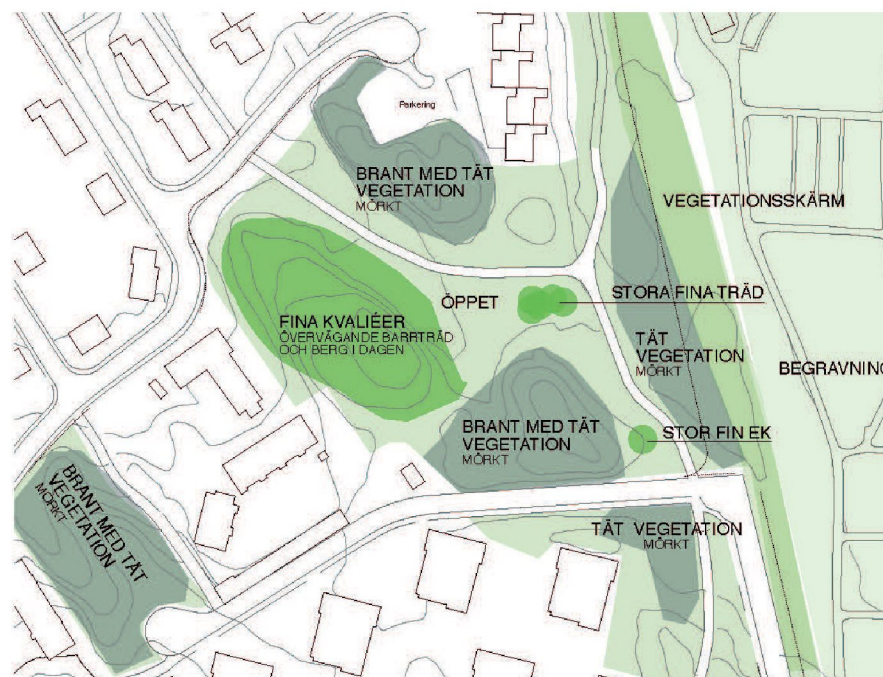 Parkering
BRANT MED TÄT
VEGETATION
MÖRKT
VEGETATIONSSKÄRM
ÖPPET
STORA FINA TRÄD
FINA KVALIÉER
ÖVERVÄGANDE BARRTRÄD
OCH BERG I DAGEN
TÄT
VEGETATION
MÖRKT
BEGRAVNING
BRANT MED TÄT
VEGETATION
MÖRKT
STOR FIN EK
BRANT MED TÄT
VEGETATION
MÖRKT
TÄT VEGETATION
MÖRKT